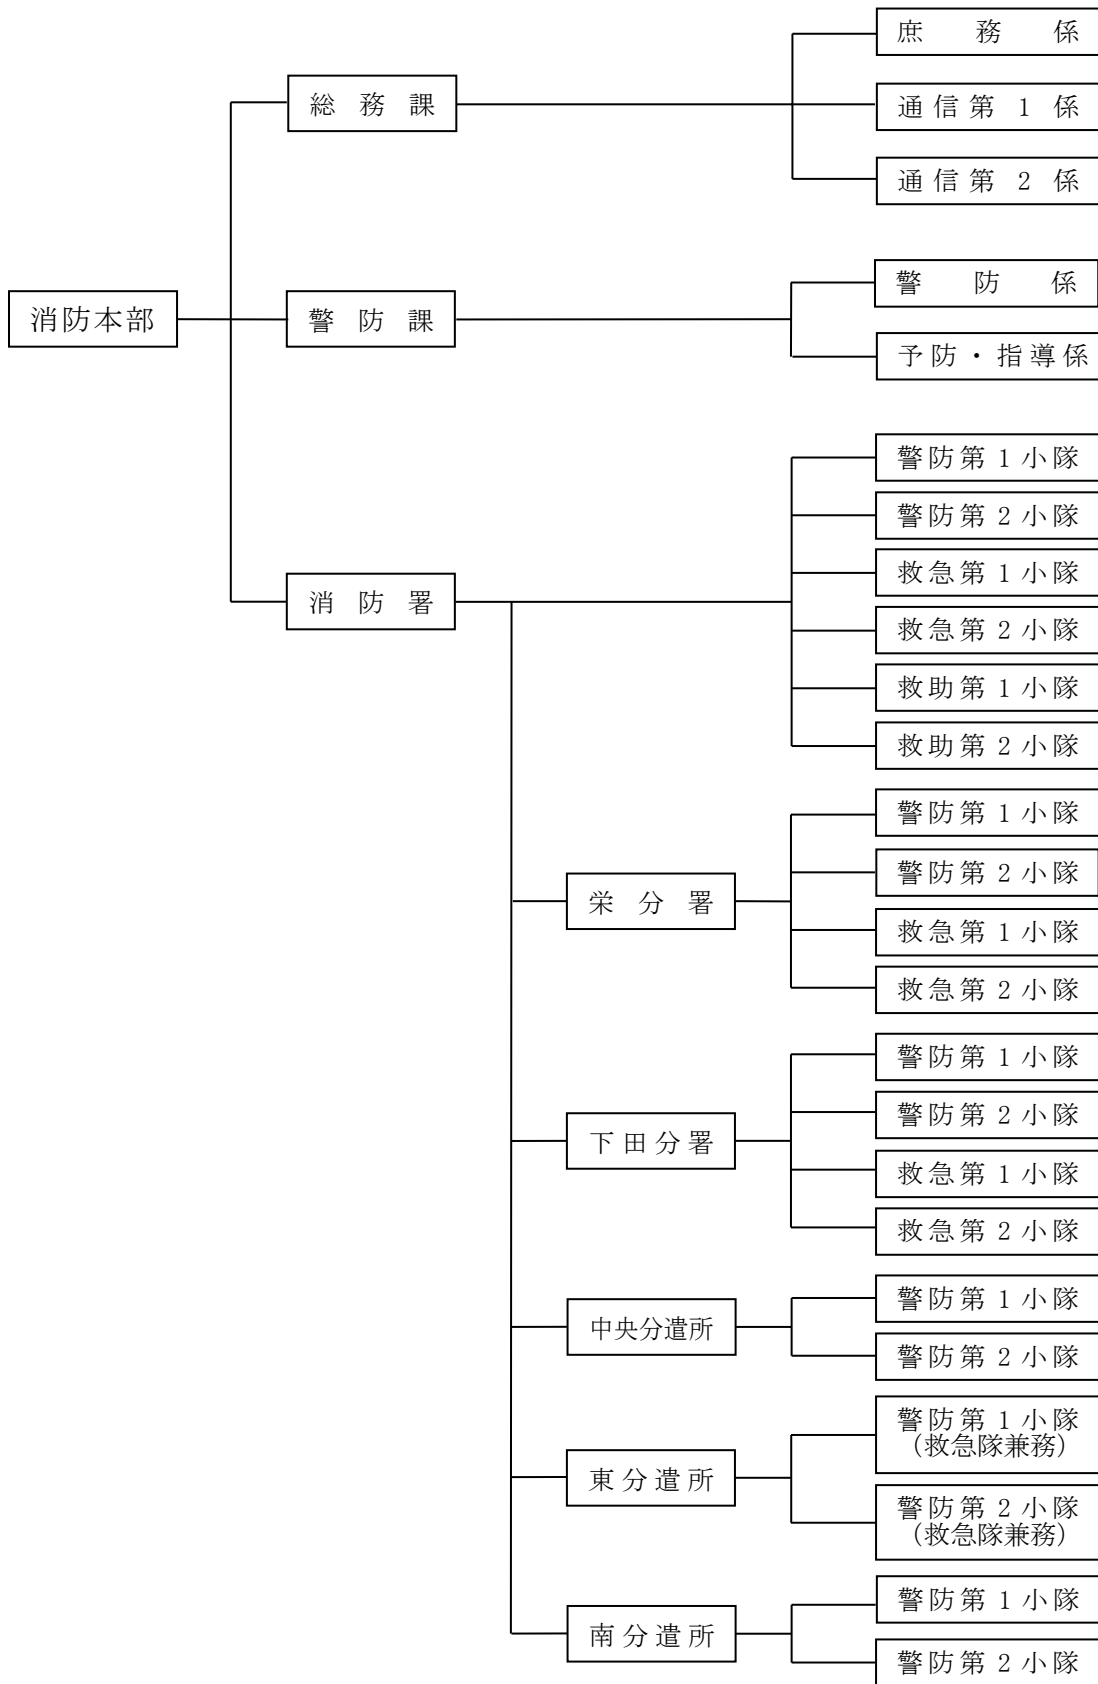 庶務係
総務課
通信第1係
通信第2係
警防係
消防本部
警防課
予防・指導係
警防第1小隊
警防第2小隊
救急第1小隊
消防署
救急第2小隊
救助第1小隊
救助第2小隊
警防第1小隊
警防第2小隊
栄分署
救急第1小隊
救急第2小隊
警防第1小隊
警防第2小隊
下田分署
救急第1小隊
救急第2小隊
警防第1小隊
中央分遣所
警防第2小隊
警防第1小隊
（救急隊兼務）
東分遣所
警防第2小隊
（救急隊兼務）
警防第1小隊
南分遣所
警防第2小隊